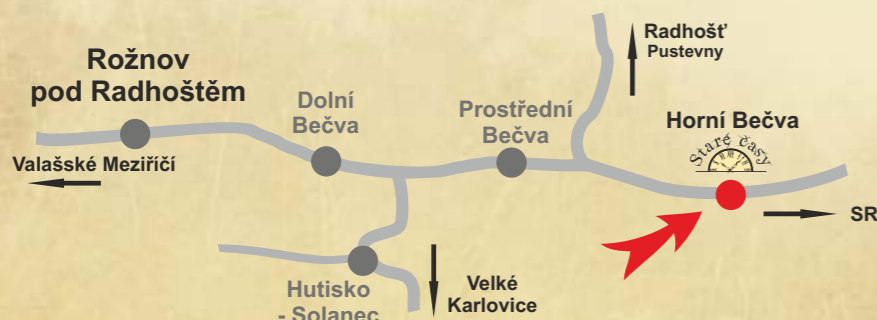 Rožnov
pod Radhoštěm
Valašské Meziříčí
Dolní
Bečva
Prostřední
Bečva
Radhošť
Pustevny
Horní Bečva
Staré časy
SR
Hutisko
- Solanec
Velké
Karlovice